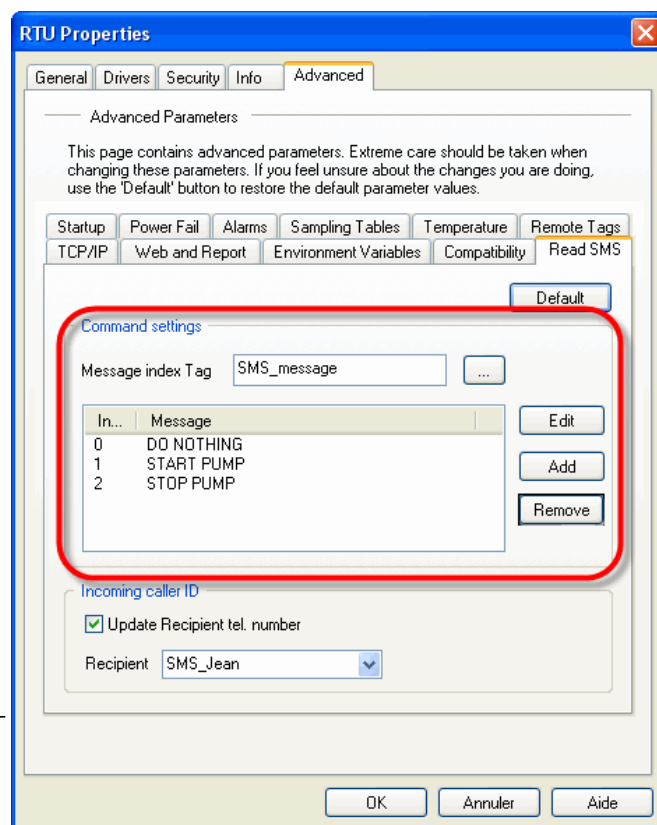 RTU Properties
General Drivers Security Info Advanced
Advanced Parameters
This page contains advanced parameters. Extreme care should be taken when
changing these parameters. If you feel unsure about the changes you are doing,
use the 'Default' button to restore the default parameter values.
Startup Power Fail Alarms Sampling Tables Temperature Remote Tags
TCP/IP Web and Report Environment Variables Compatibility Read SMS
Default
Command settings
Message index Tag SMS_message ...
In... Message
0 DO NOTHING
1 START PUMP
2 STOP PUMP
Edit
Add
Remove
Incoming caller ID
Update Recipient tel. number
Recipient SMS_Jean
OK Annuler Aide